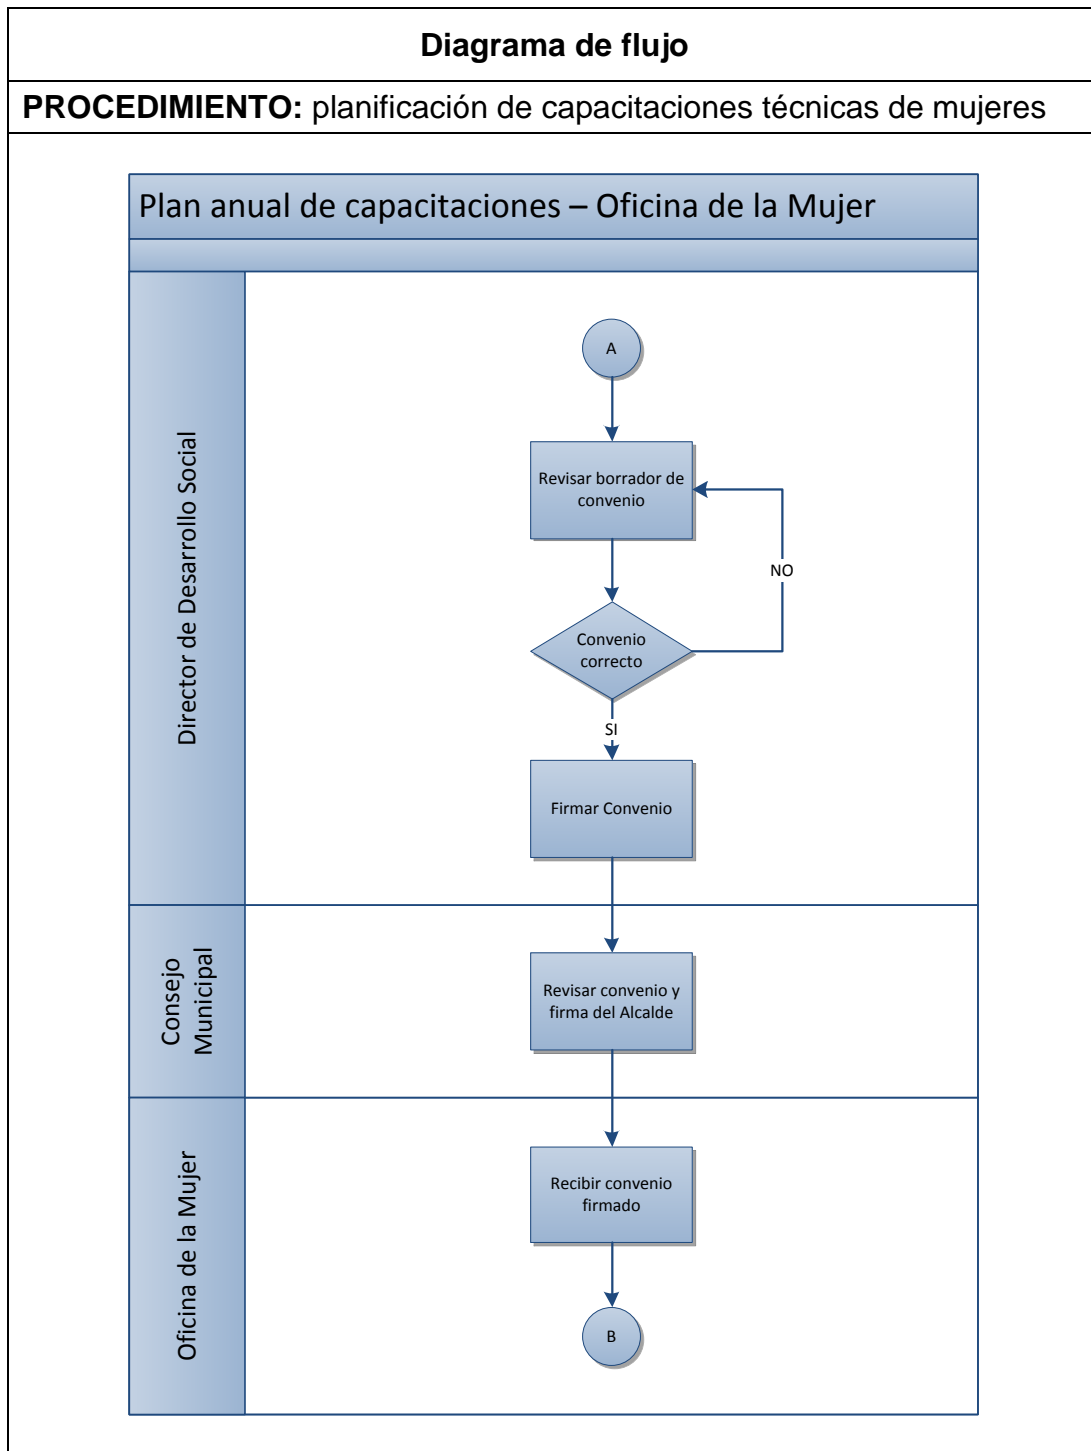 Diagrama de flujo
PROCEDIMIENTO: planificación de capacitaciones técnicas de mujeres
Plan anual de capacitaciones – Oficina de la Mujer
Director de Desarrollo Social
A
Revisar borrador de
convenio
NO
Convenio
correcto
SI
Firmar Convenio
Consejo
Municipal
Revisar convenio y
firma del Alcalde
Oficina de la Mujer
Recibir convenio
firmado
B